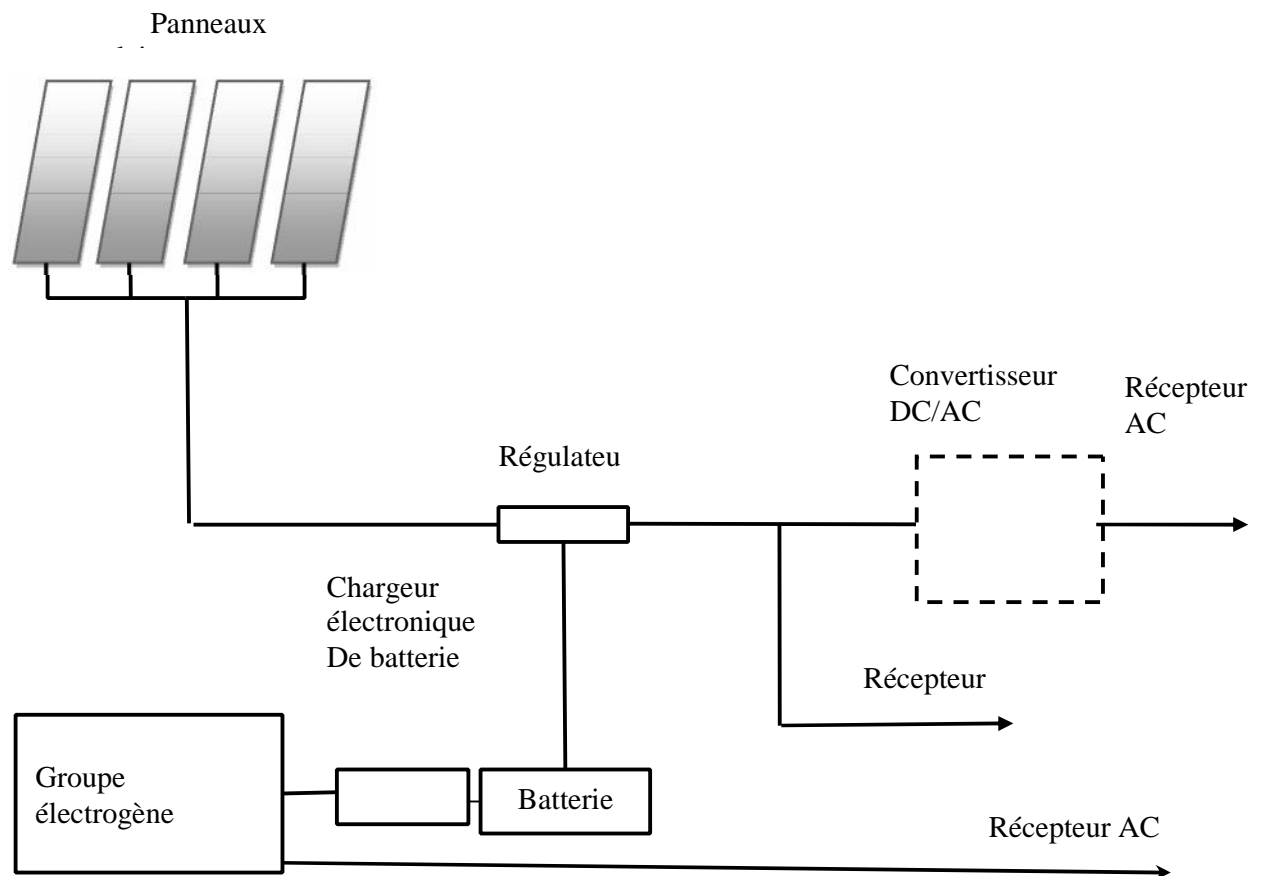 Panneaux
Convertisseur
DC/AC
Récepteur
AC
Régulateu
Chargeur
électronique
De batterie
Récepteur
Groupe
électrogène
Batterie
Récepteur AC